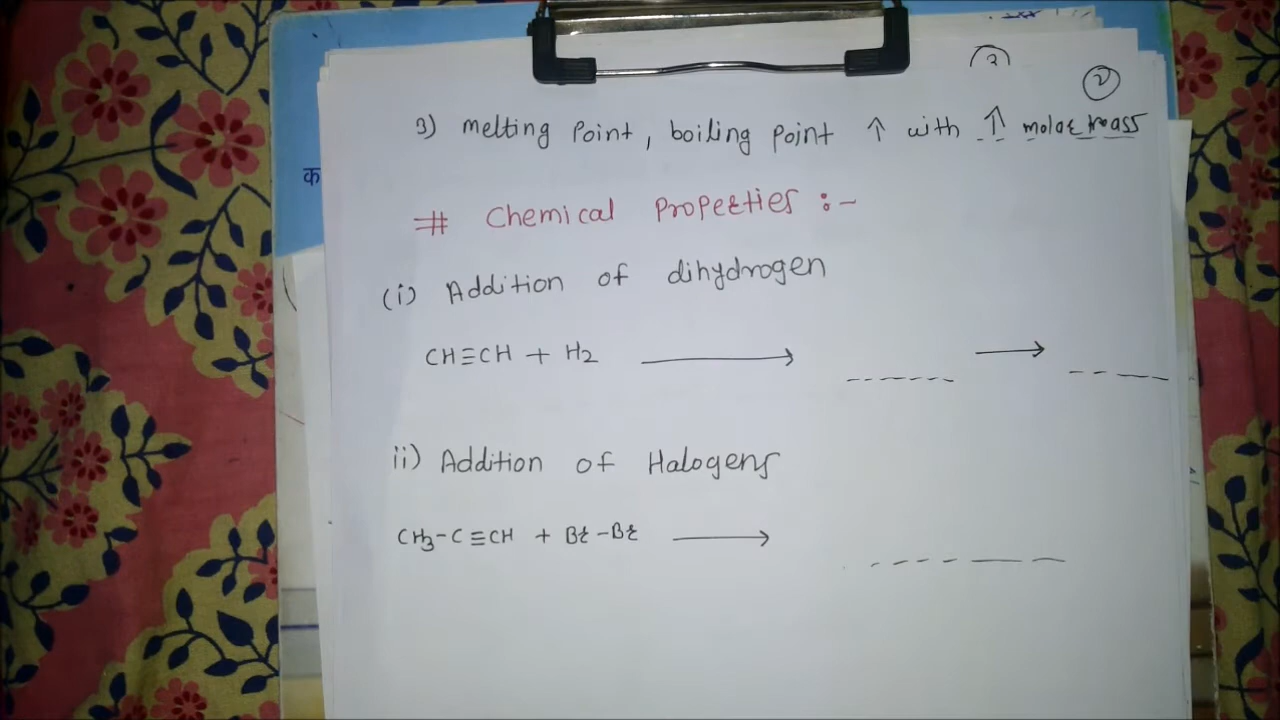 2
2
3) melting Point, boiling point ↑ with ↑ molar mass
क
# Chemical Properties :-
(i) Addition of dihydrogen
CH≡CH + H2 ⟶ ------ ⟶ -----
ii) Addition of Halogens
CH3-C≡CH + Br-Br ⟶ ------